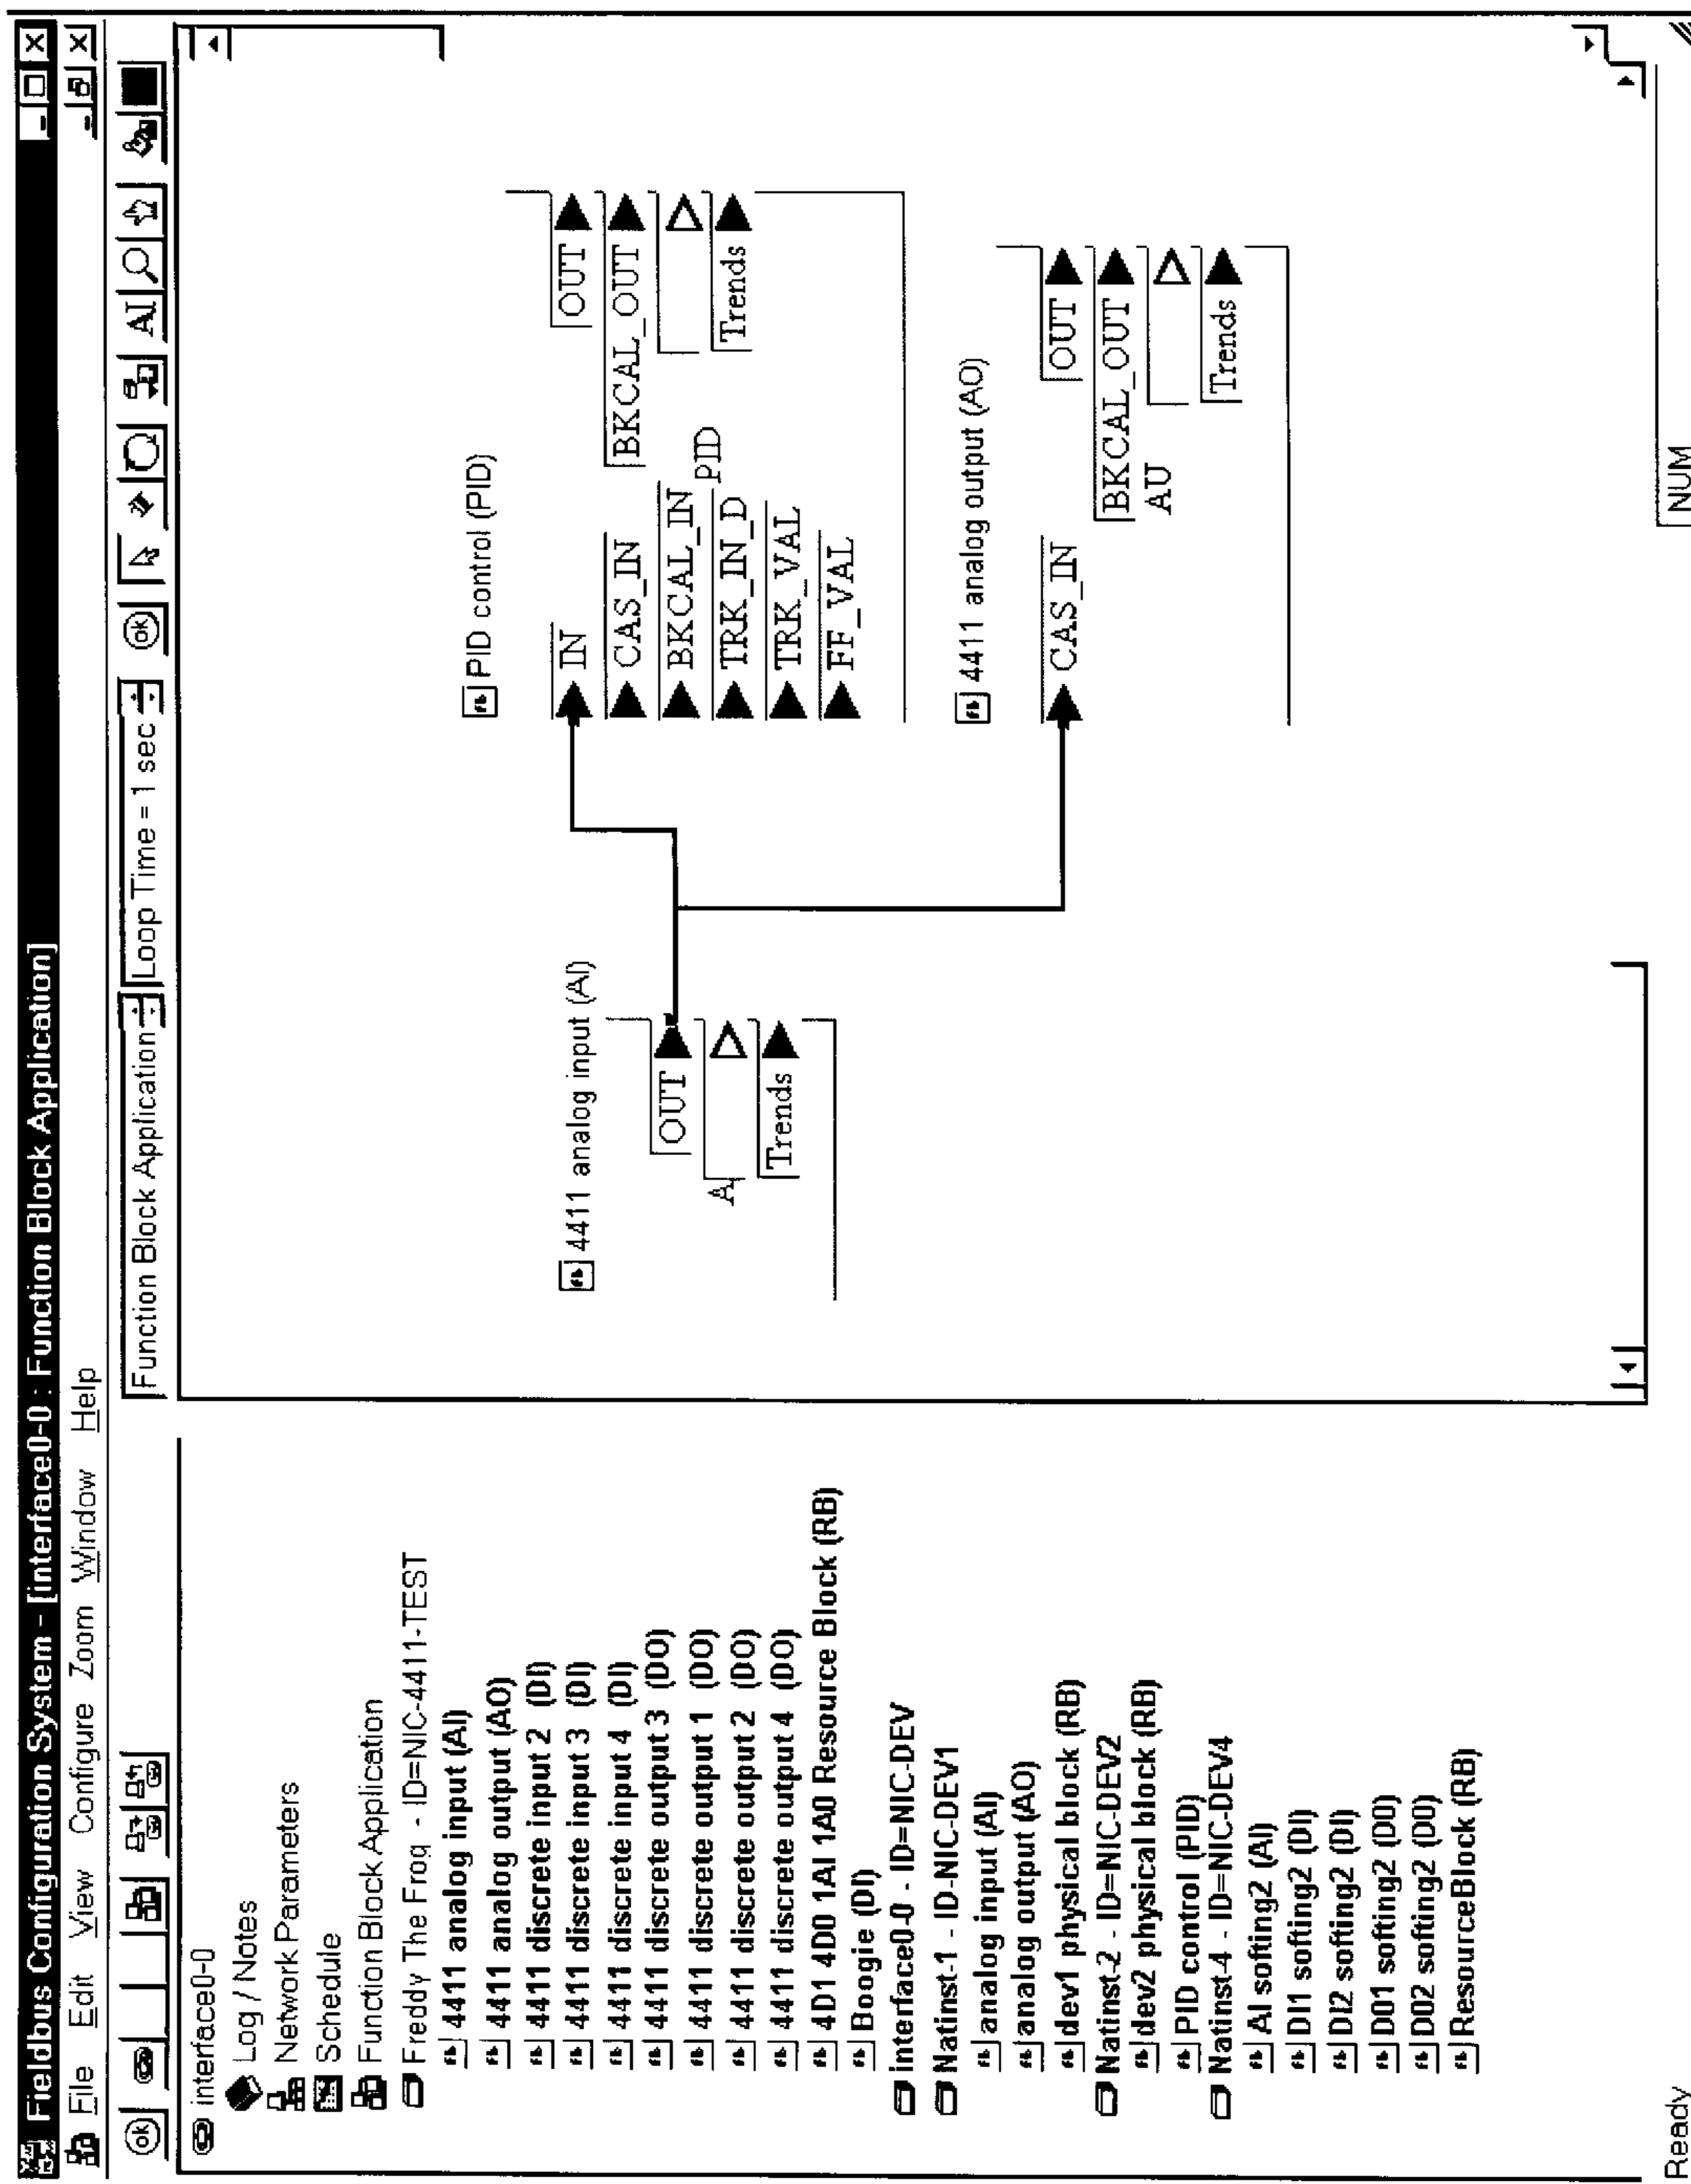 Fieldbus Configuration System - [interface0-0 : Function Block Application]
File Edit View Configure Zoom Window Help
ok
Function Block Application
Loop Time = 1 sec
ok
AI
interface0-0
Log / Notes
Network Parameters
Schedule
Function Block Application
Freddy The Frog - ID=NIC-4411-TEST
4411 analog input (AI)
4411 analog output (AO)
4411 discrete input 2 (DI)
4411 discrete input 3 (DI)
4411 discrete input 4 (DI)
4411 discrete output 3 (DO)
4411 discrete output 1 (DO)
4411 discrete output 2 (DO)
4411 discrete output 4 (DO)
4D1 4D0 1AI 1A0 Resource Block (RB)
Boogie (DI)
interface0-0 - ID=NIC-DEV
Natinst-1 - ID-NIC-DEV1
analog input (AI)
analog output (AO)
dev1 physical block (RB)
Natinst-2 - ID=NIC-DEV2
dev2 physical block (RB)
PID control (PID)
Natinst-4 - ID=NIC-DEV4
AI softing2 (AI)
DI1 softing2 (DI)
DI2 softing2 (DI)
D01 softing2 (D0)
D02 softing2 (D0)
ResourceBlock (RB)
4411 analog input (AI)
OUT
A
Trends
PID control (PID)
IN
OUT
CAS_IN
BKCAL_OUT
BKCAL_IN
PID
TRK_IN_D
Trends
TRK_VAL
FF_VAL
4411 analog output (AO)
CAS_IN
OUT
BKCAL_OUT
AU
Trends
Ready
NUM